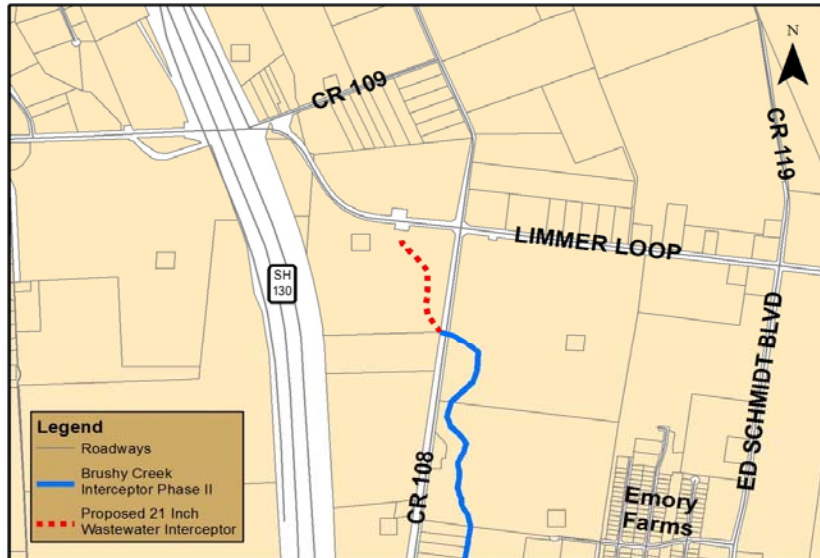 N
CR 109
CR 119
LIMMER LOOP
SH
130
ED SCHMIDT BLVD
CR 108
Emory
Farms
Legend
Roadways
Brushy Creek
Interceptor Phase II
Proposed 21 Inch
Wastewater Interceptor